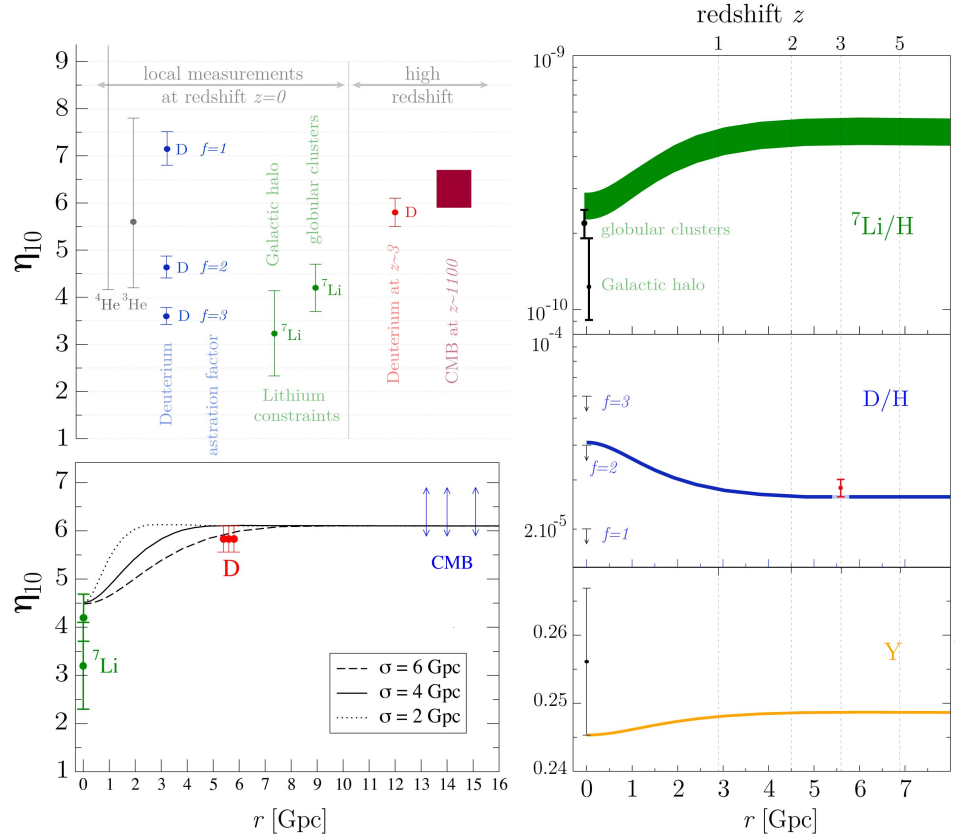 9
8
7
6
5
4
3
2
1
η10
local measurements
at redshift z=0
high
redshift
4He
3He
D f=1
D f=2
D f=3
Deuterium
astration factor
Galactic halo
globular clusters
7Li
7Li
Lithium
constraints
D
Deuterium at z~3
CMB at z~1100
7
6
5
4
3
2
1
η10
7Li
D
CMB
σ = 6 Gpc
σ = 4 Gpc
σ = 2 Gpc
0 1 2 3 4 5 6 7 8 9 10 11 12 13 14 15 16
r [Gpc]
redshift z
1 2 3 5
10-9
7Li/H
globular clusters
Galactic halo
10-10
10-4
D/H
f=3
f=2
2.10-5
f=1
0.26
Y
0.25
0.24
0 1 2 3 4 5 6 7
r [Gpc]